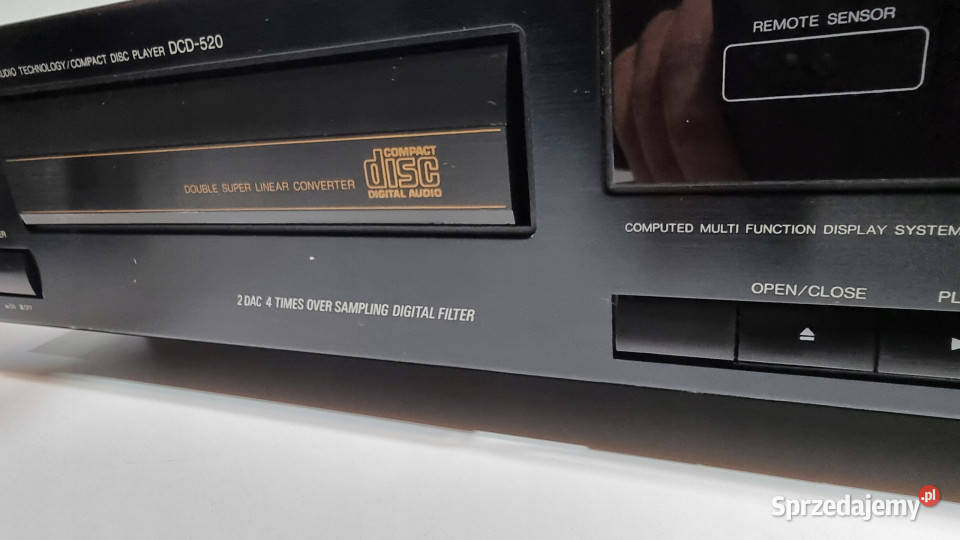 AUDIO TECHNOLOGY/COMPACT DISC PLAYER DCD-520
REMOTE SENSOR
DOUBLE SUPER LINEAR CONVERTER
COMPACT
disc
DIGITAL AUDIO
COMPUTED MULTI FUNCTION DISPLAY SYSTEM
2 DAC 4 TIMES OVER SAMPLING DIGITAL FILTER
OPEN/CLOSE
Sprzedajemy.pl